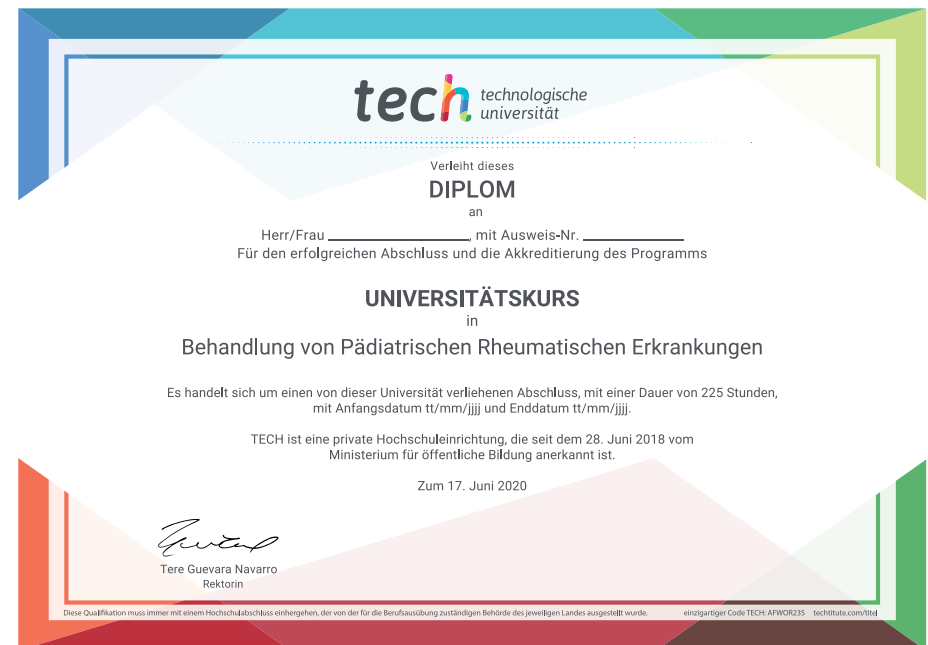 tech technologische
universität
Verleiht dieses
DIPLOM
an
Herr/Frau ____________________, mit Ausweis-Nr. ______________
Für den erfolgreichen Abschluss und die Akkreditierung des Programms
UNIVERSITÄTSKURS
in
Behandlung von Pädiatrischen Rheumatischen Erkrankungen
Es handelt sich um einen von dieser Universität verliehenen Abschluss, mit einer Dauer von 225 Stunden,
mit Anfangsdatum tt/mm/jjjj und Enddatum tt/mm/jjjj.
TECH ist eine private Hochschuleinrichtung, die seit dem 28. Juni 2018 vom
Ministerium für öffentliche Bildung anerkannt ist.
Zum 17. Juni 2020
Tere Guevara Navarro
Rektorin
Diese Qualifikation muss immer mit einem Hochschulabschluss einhergehen, der von der für die Berufsausübung zuständigen Behörde des jeweiligen Landes ausgestellt wurde. einzigartiger Code TECH: AFWOR23S techtitute.com/titel